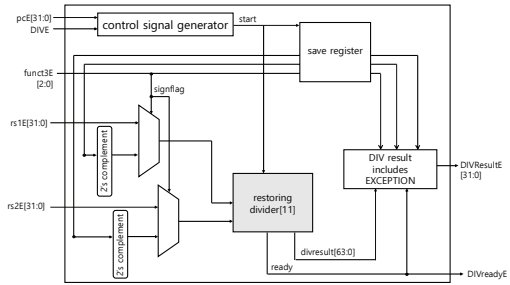 pcE[31:0]
DIVE
control signal generator
start
save register
funct3E
[2:0]
signflag
rs1E[31:0]
2's complement
DIV result
includes
EXCEPTION
DIVResultE
[31:0]
restoring
divider[11]
rs2E[31:0]
2's complement
divresult[63:0]
ready
DIVreadyE